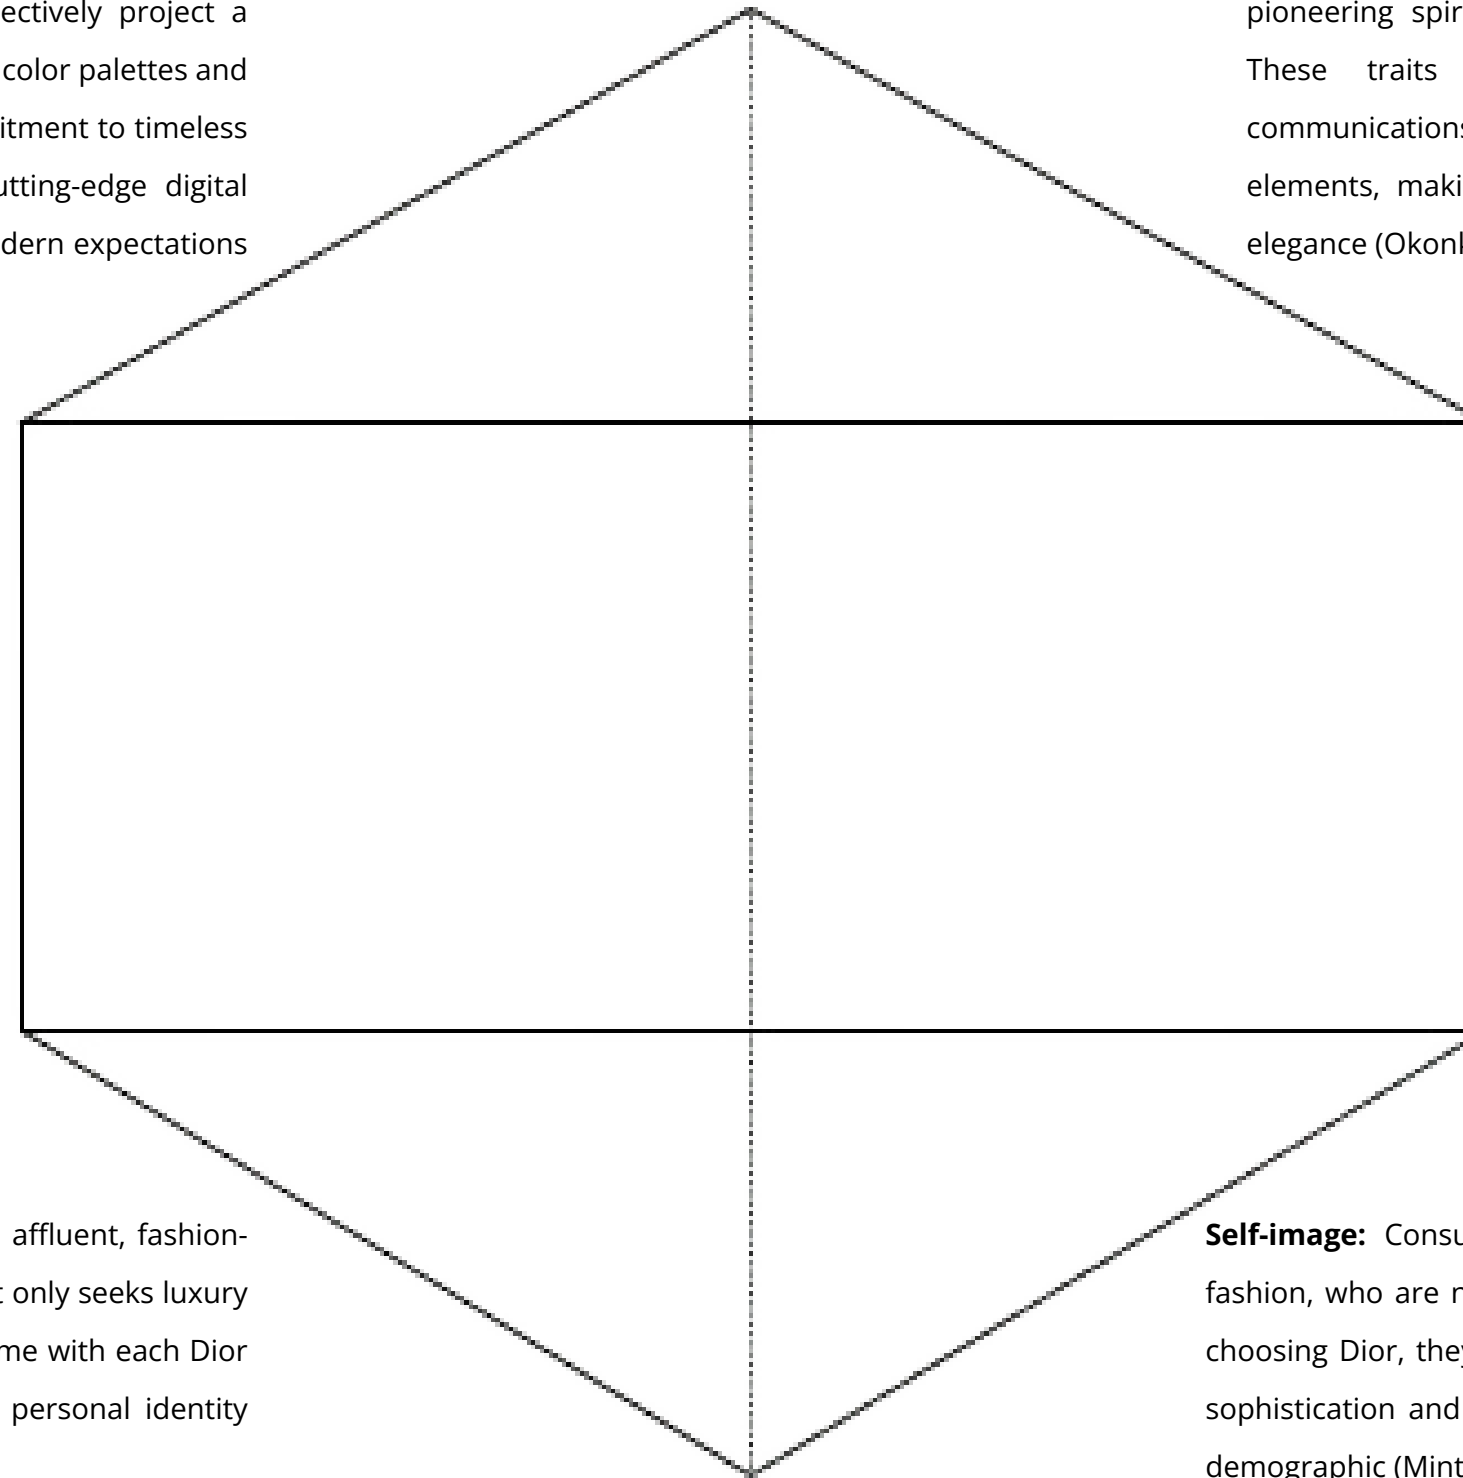 ectively project a
color palettes and
itment to timeless
utting-edge digital
dern expectations
pioneering spir
These traits
communications
elements, maki
elegance (Okonk
affluent, fashion-
t only seeks luxury
me with each Dior
personal identity
Self-image: Consu
fashion, who are n
choosing Dior, they
sophistication and
demographic (Mint